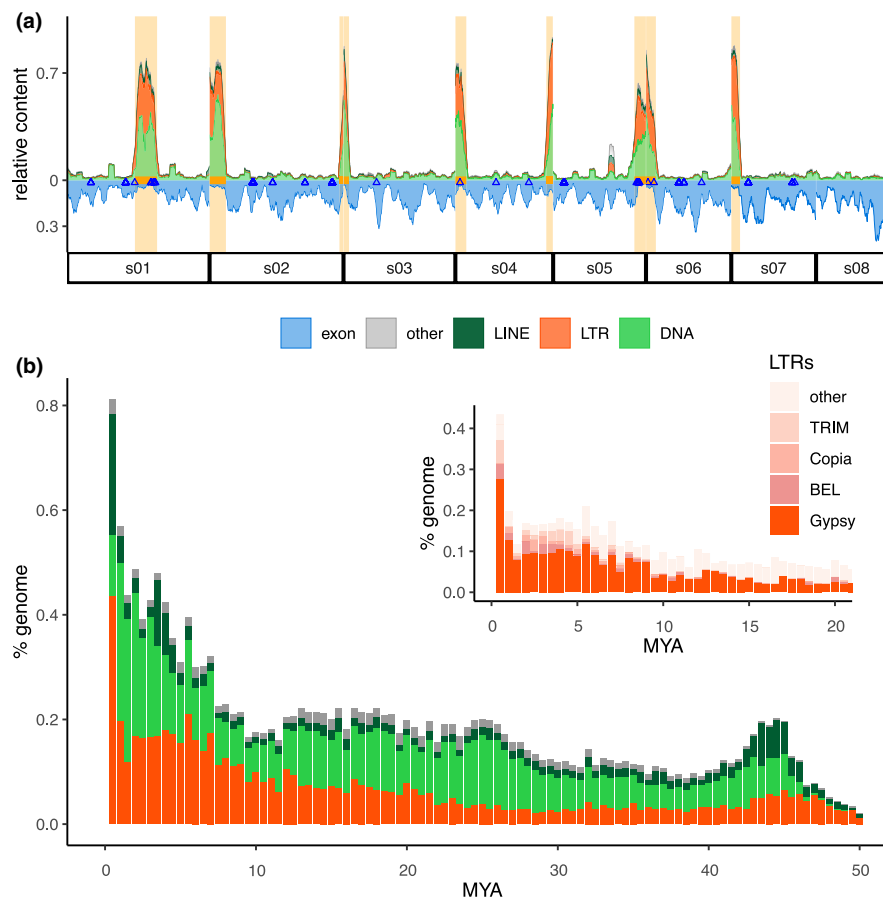 (a)
relative content
0.7
0
0.3
s01 s02 s03 s04 s05 s06 s07 s08
exon other LINE LTR DNA
(b)
% genome
0.8
0.6
0.4
0.2
0.0
0 10 20 30 40 50
MYA
LTRs
other
TRIM
Copia
BEL
Gypsy
% genome
0.4
0.3
0.2
0.1
0.0
0 5 10 15 20
MYA